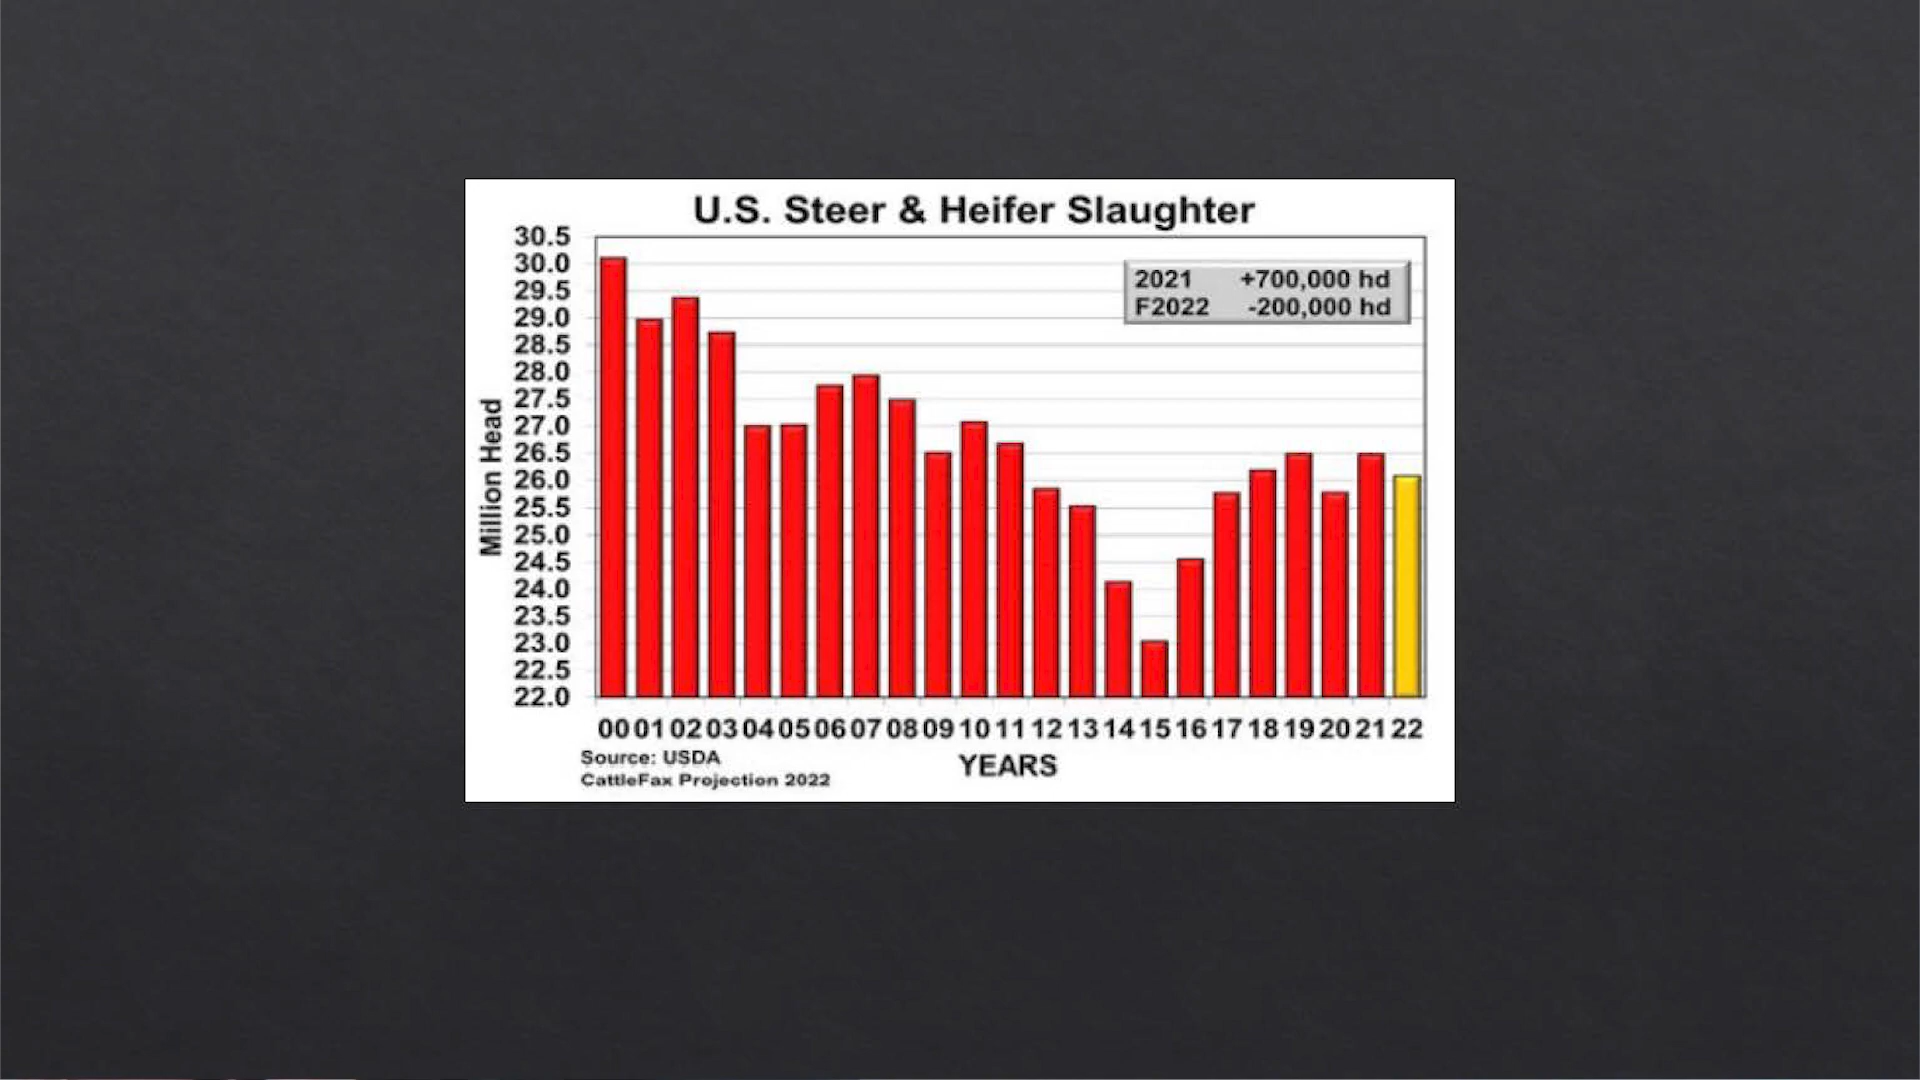 U.S. Steer & Heifer Slaughter
30.5
30.0
29.5
29.0
28.5
28.0
27.5
27.0
26.5
26.0
25.5
25.0
24.5
24.0
23.5
23.0
22.5
22.0
Million Head
2021 +700,000 hd
F2022 -200,000 hd
00 01 02 03 04 05 06 07 08 09 10 11 12 13 14 15 16 17 18 19 20 21 22
YEARS
Source: USDA
CattleFax Projection 2022